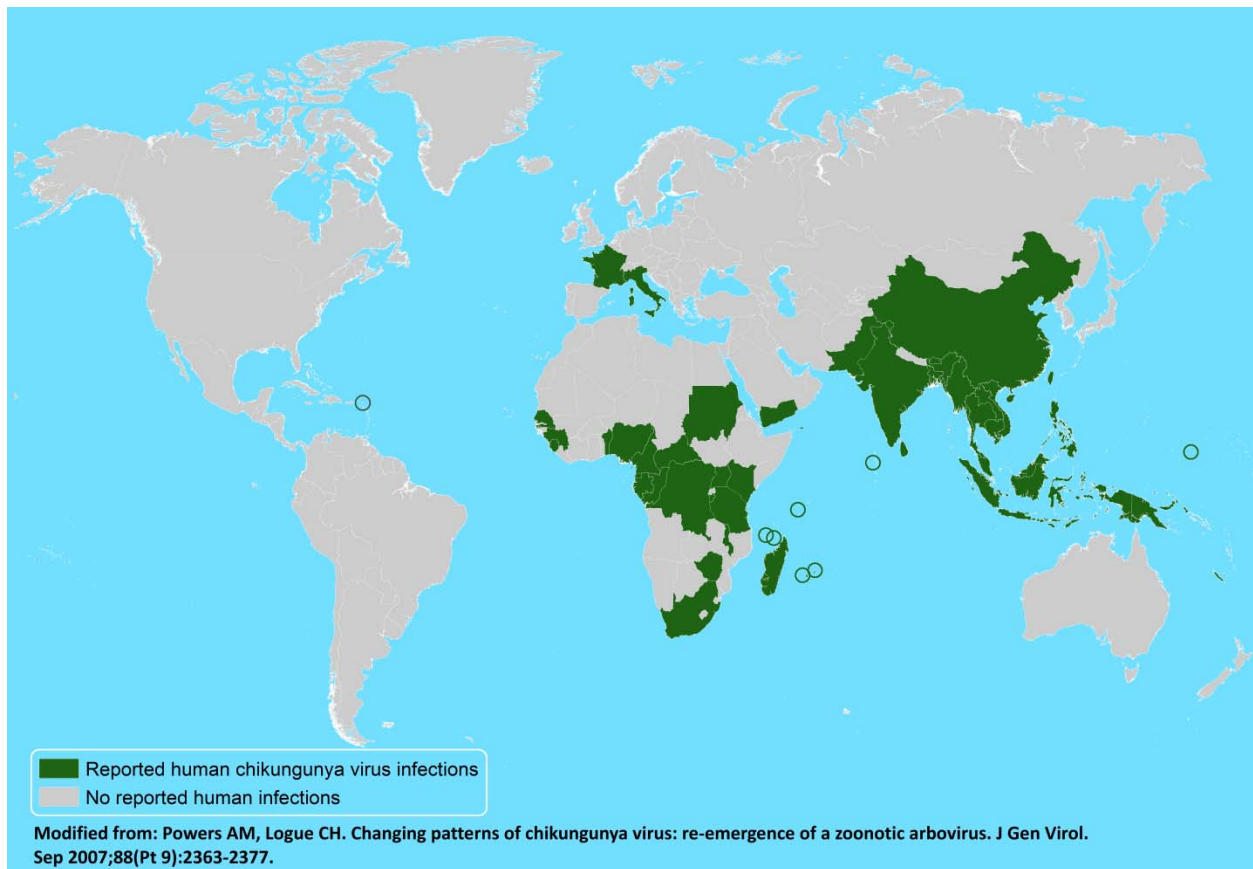 Reported human chikungunya virus infections
No reported human infections
Modified from: Powers AM, Logue CH. Changing patterns of chikungunya virus: re-emergence of a zoonotic arbovirus. J Gen Virol.
Sep 2007;88(Pt 9):2363-2377.